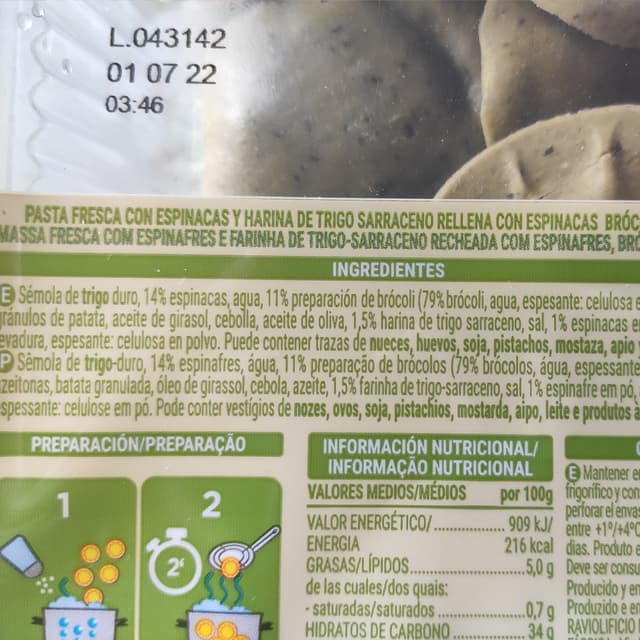 L.043142
01 07 22
03:46
PASTA FRESCA CON ESPINACAS Y HARINA DE TRIGO SARRACENO RELLENA CON ESPINACAS BRÓC
MASSA FRESCA COM ESPINAFRES E FARINHA DE TRIGO-SARRACENO RECHEADA COM ESPINAFRES, BRO
INGREDIENTES
E Sémola de trigo duro, 14% espinacas, agua, 11% preparación de brócoli (79% brócoli, agua, espesante: celulosa e
gránulos de patata, aceite de girasol, cebolla, aceite de oliva, 1,5% harina de trigo sarraceno, sal, 1% espinacas e
evadura, espesante: celulosa en polvo. Puede contener trazas de nueces, huevos, soja, pistachos, mostaza, apio y
P Sêmola de trigo-duro, 14% espinafres, água, 11% preparação de brócolos (79% brócolos, água, espessante
zeitonas, batata granulada, óleo de girassol, cebola, azeite, 1,5% farinha de trigo-sarraceno, sal, 1% espinafre em pó,
spessante: celulose em pó. Pode conter vestígios de nozes, ovos, soja, pistachios, mostarda, aipo, leite e produtos à
PREPARACIÓN/PREPARAÇÃO
1
2
2'
INFORMACIÓN NUTRICIONAL/
INFORMAÇÃO NUTRICIONAL
VALORES MEDIOS/MÉDIOS por 100g
VALOR ENERGÉTICO/ 909 kJ/
ENERGIA 216 kcal
GRASAS/LÍPIDOS 5,0 g
de las cuales/dos quais:
- saturadas/saturados 0,7 g
HIDRATOS DE CARBONO 34 g
E Mantener en
frigorífico y con
perforar el envas
entre +1°/+4°C
días. Producto
Deve ser consu
Producido y en
Produzido e e
RAVIOLIFICIO